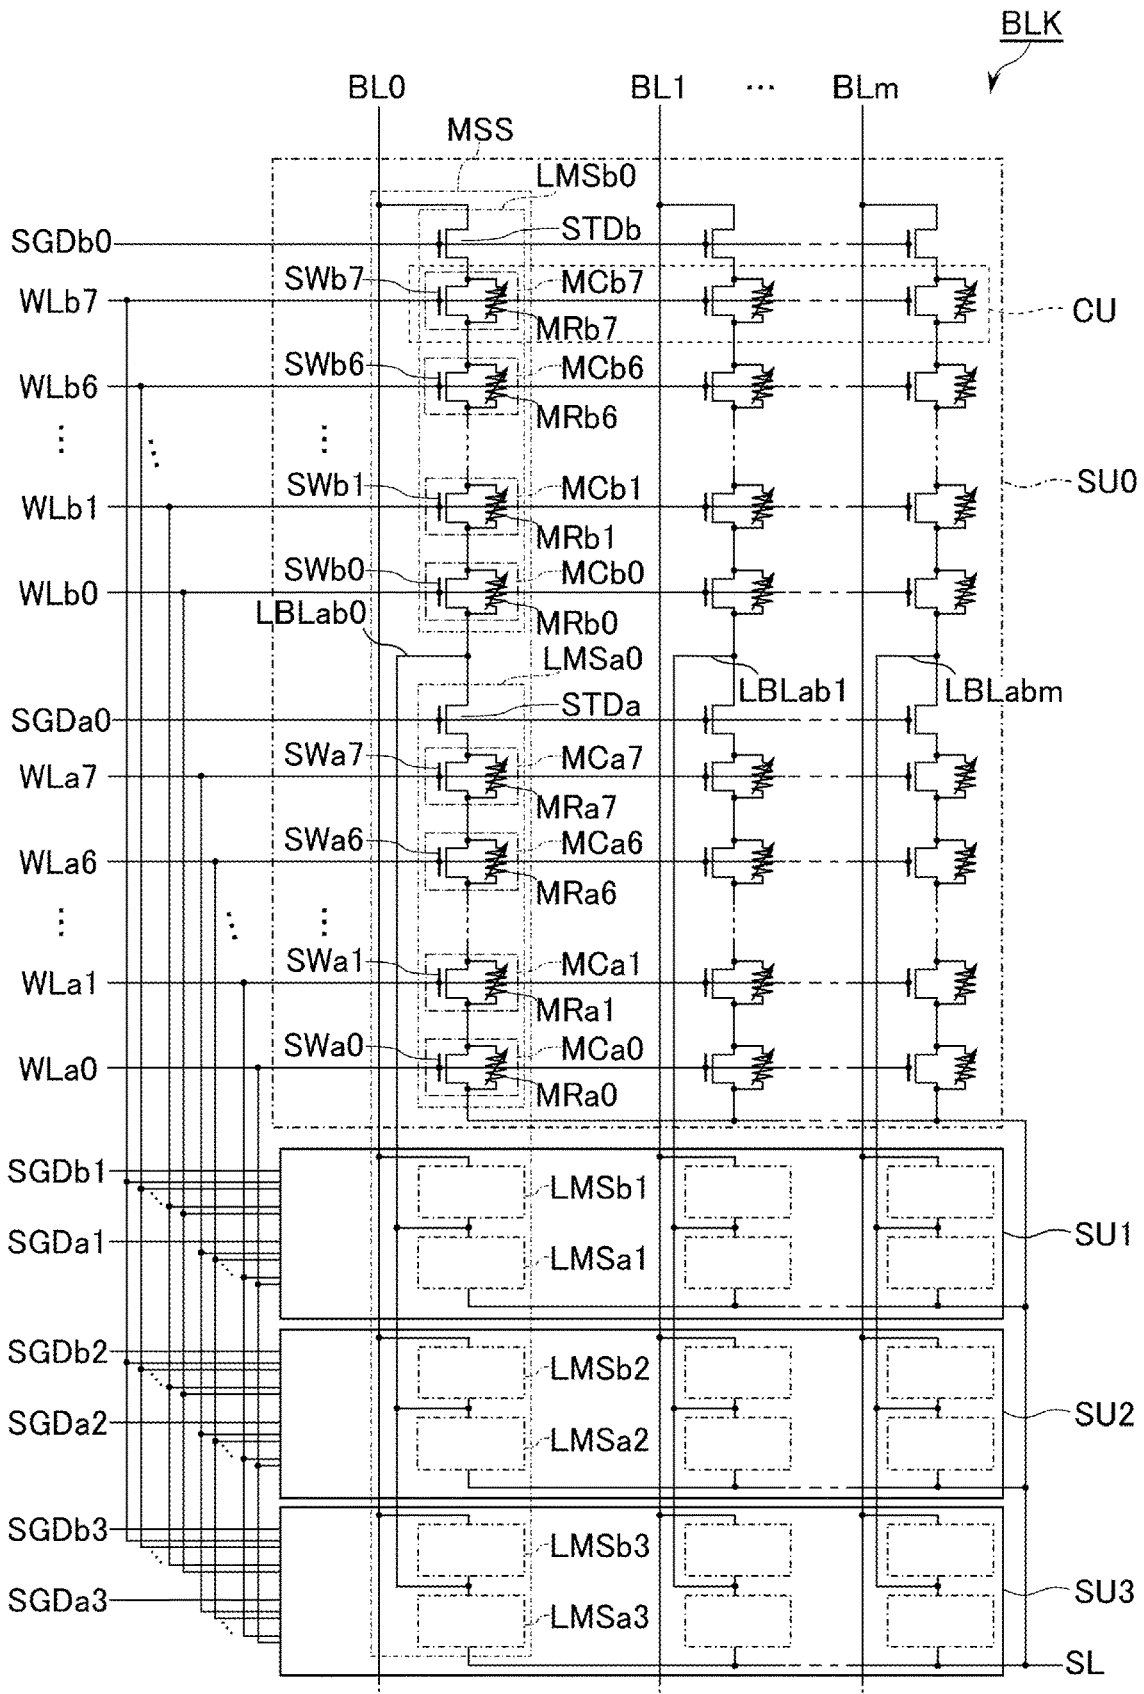 BLK
BL0 BL1 ... BLm
MSS
LMSb0
SGDb0 STDb
SWb7 MCb7
WLb7 CU
MRb7
SWb6 MCb6
WLb6
MRb6
SWb1 MCb1 SU0
WLb1
MRb1
SWb0 MCb0
WLb0
LBLab0 MRb0
LMSa0
LBLab1 LBLabm
SGDa0 STDa
SWa7 MCa7
WLa7
MRa7
SWa6 MCa6
WLa6
MRa6
SWa1 MCa1
WLa1
MRa1
SWa0 MCa0
WLa0
MRa0
SGDb1
LMSb1
SGDa1 SU1
LMSa1
SGDb2
LMSb2
SGDa2 SU2
LMSa2
SGDb3
LMSb3
SGDa3 SU3
LMSa3
SL